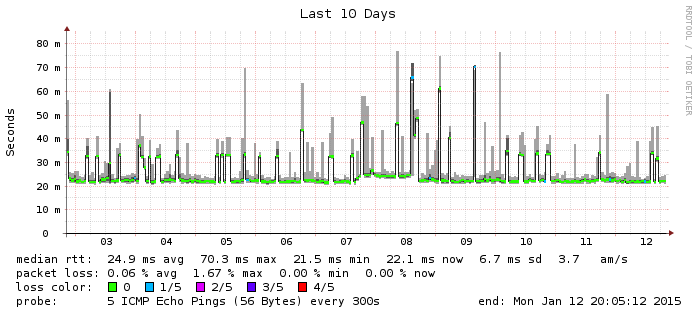 Last 10 Days
RRDTOOL / TOBI OETIKER
Seconds
80 m
70 m
60 m
50 m
40 m
30 m
20 m
10 m
0
03 04 05 06 07 08 09 10 11 12
median rtt: 24.9 ms avg 70.3 ms max 21.5 ms min 22.1 ms now 6.7 ms sd 3.7 am/s
packet loss: 0.06 % avg 1.67 % max 0.00 % min 0.00 % now
loss color: 0 1/5 2/5 3/5 4/5
probe: 5 ICMP Echo Pings (56 Bytes) every 300s end: Mon Jan 12 20:05:12 2015